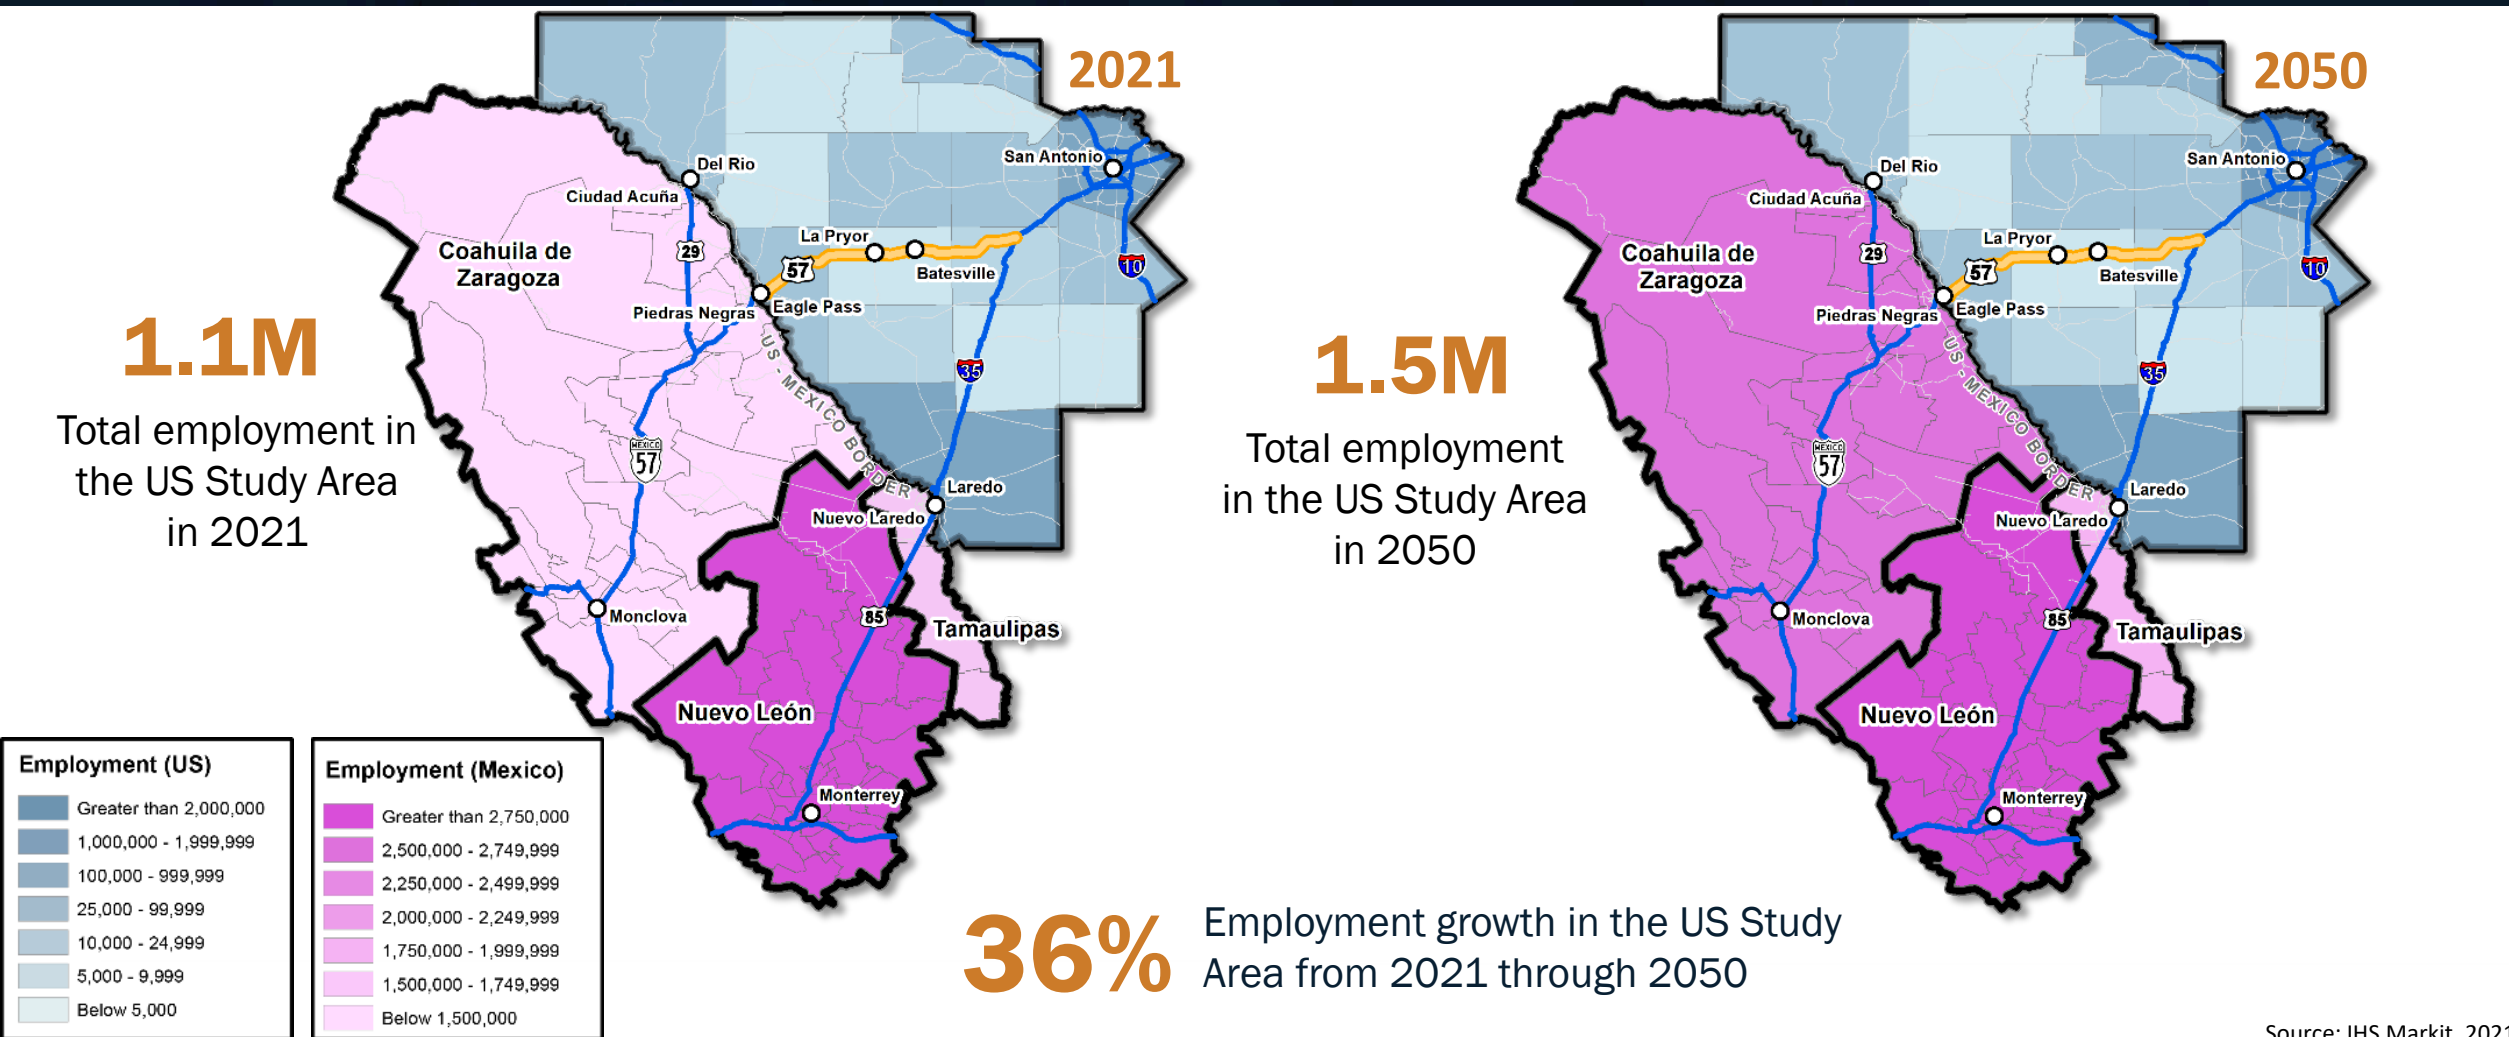 2021
Del Rio
San Antonio
Ciudad Acuña
La Pryor
Coahuila de
Zaragoza
29
57
Batesville
10
Piedras Negras
Eagle Pass
US - MEXICO BORDER
35
MEXICO
57
Laredo
Nuevo Laredo
Monclova
85
Tamaulipas
Nuevo León
Monterrey
1.1M
Total employment in
the US Study Area
in 2021
2050
Del Rio
San Antonio
Ciudad Acuña
La Pryor
Coahuila de
Zaragoza
29
57
Batesville
10
Piedras Negras
Eagle Pass
US - MEXICO BORDER
35
MEXICO
57
Laredo
Nuevo Laredo
Monclova
85
Tamaulipas
Nuevo León
Monterrey
1.5M
Total employment
in the US Study Area
in 2050
Employment (US)
Greater than 2,000,000
1,000,000 - 1,999,999
100,000 - 999,999
25,000 - 99,999
10,000 - 24,999
5,000 - 9,999
Below 5,000
Employment (Mexico)
Greater than 2,750,000
2,500,000 - 2,749,999
2,250,000 - 2,499,999
2,000,000 - 2,249,999
1,750,000 - 1,999,999
1,500,000 - 1,749,999
Below 1,500,000
36%
Employment growth in the US Study
Area from 2021 through 2050
Source: IHS Markit, 2021